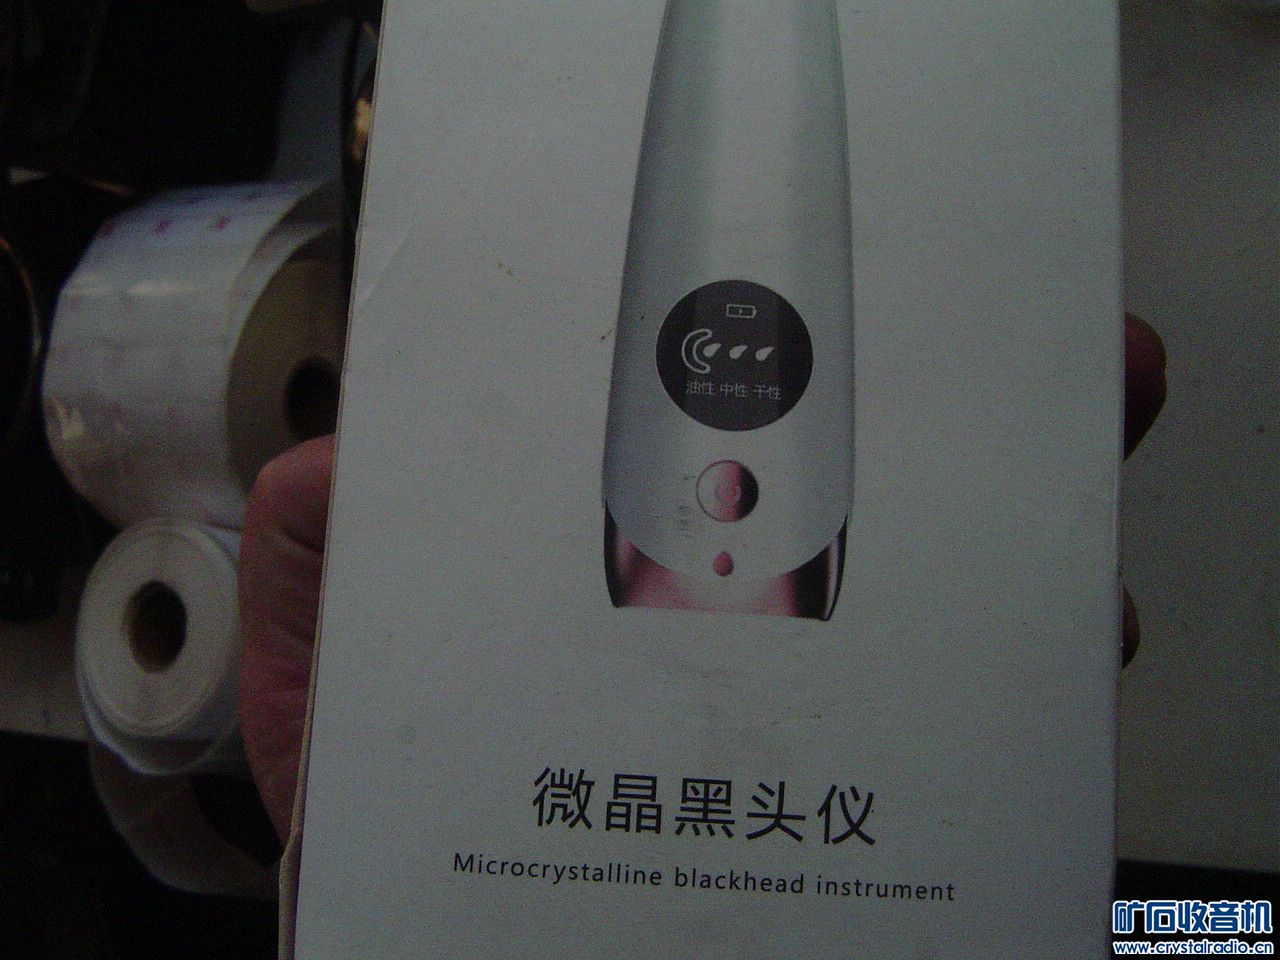 油性 中性 干性
微晶黑头仪
Microcrystalline blackhead instrument
矿石收音机
www.crystalradio.cn